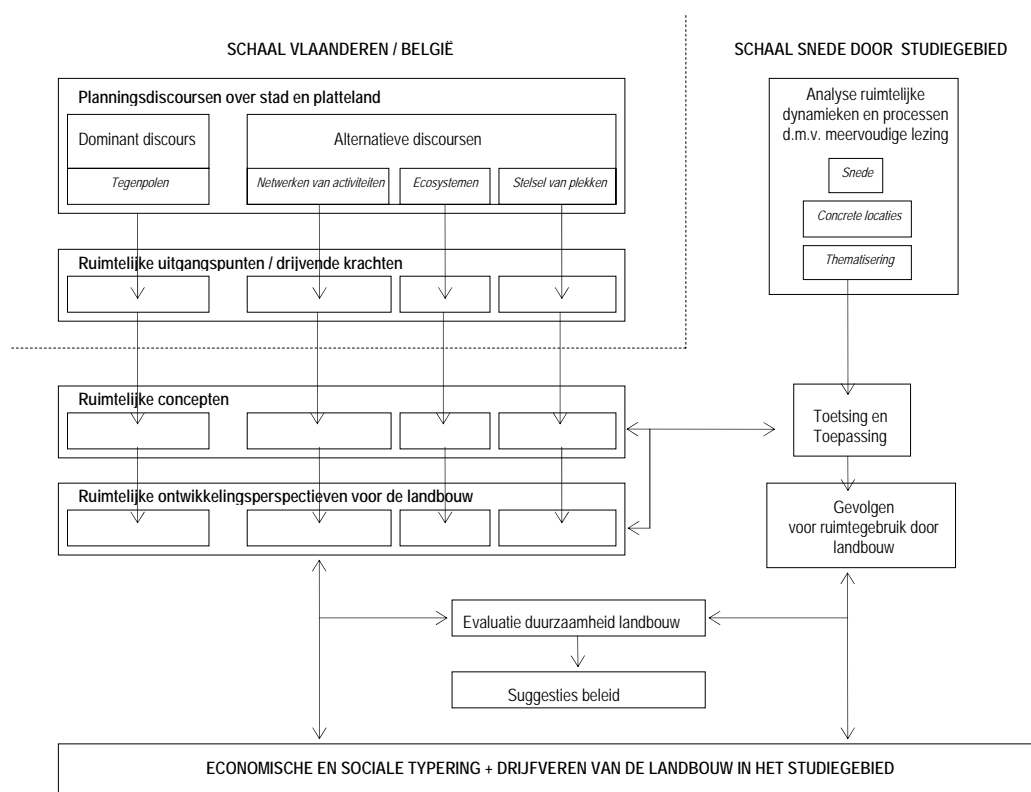 SCHAAL VLAANDEREN / BELGIË
Planningsdiscoursen over stad en platteland
Dominant discours
Alternatieve discoursen
Tegenpolen
Netwerken van activiteiten
Ecosystemen
Stelsel van plekken
Ruimtelijke uitgangspunten / drijvende krachten
Ruimtelijke concepten
Ruimtelijke ontwikkelingsperspectieven voor de landbouw
SCHAAL SNEDE DOOR STUDIEGEBIED
Analyse ruimtelijke
dynamieken en processen
d.m.v. meervoudige lezing
Snede
Concrete locaties
Thematisering
Toetsing en
Toepassing
Gevolgen
voor ruimtegebruik door
landbouw
Evaluatie duurzaamheid landbouw
Suggesties beleid
ECONOMISCHE EN SOCIALE TYPERING + DRIJFVEREN VAN DE LANDBOUW IN HET STUDIEGEBIED